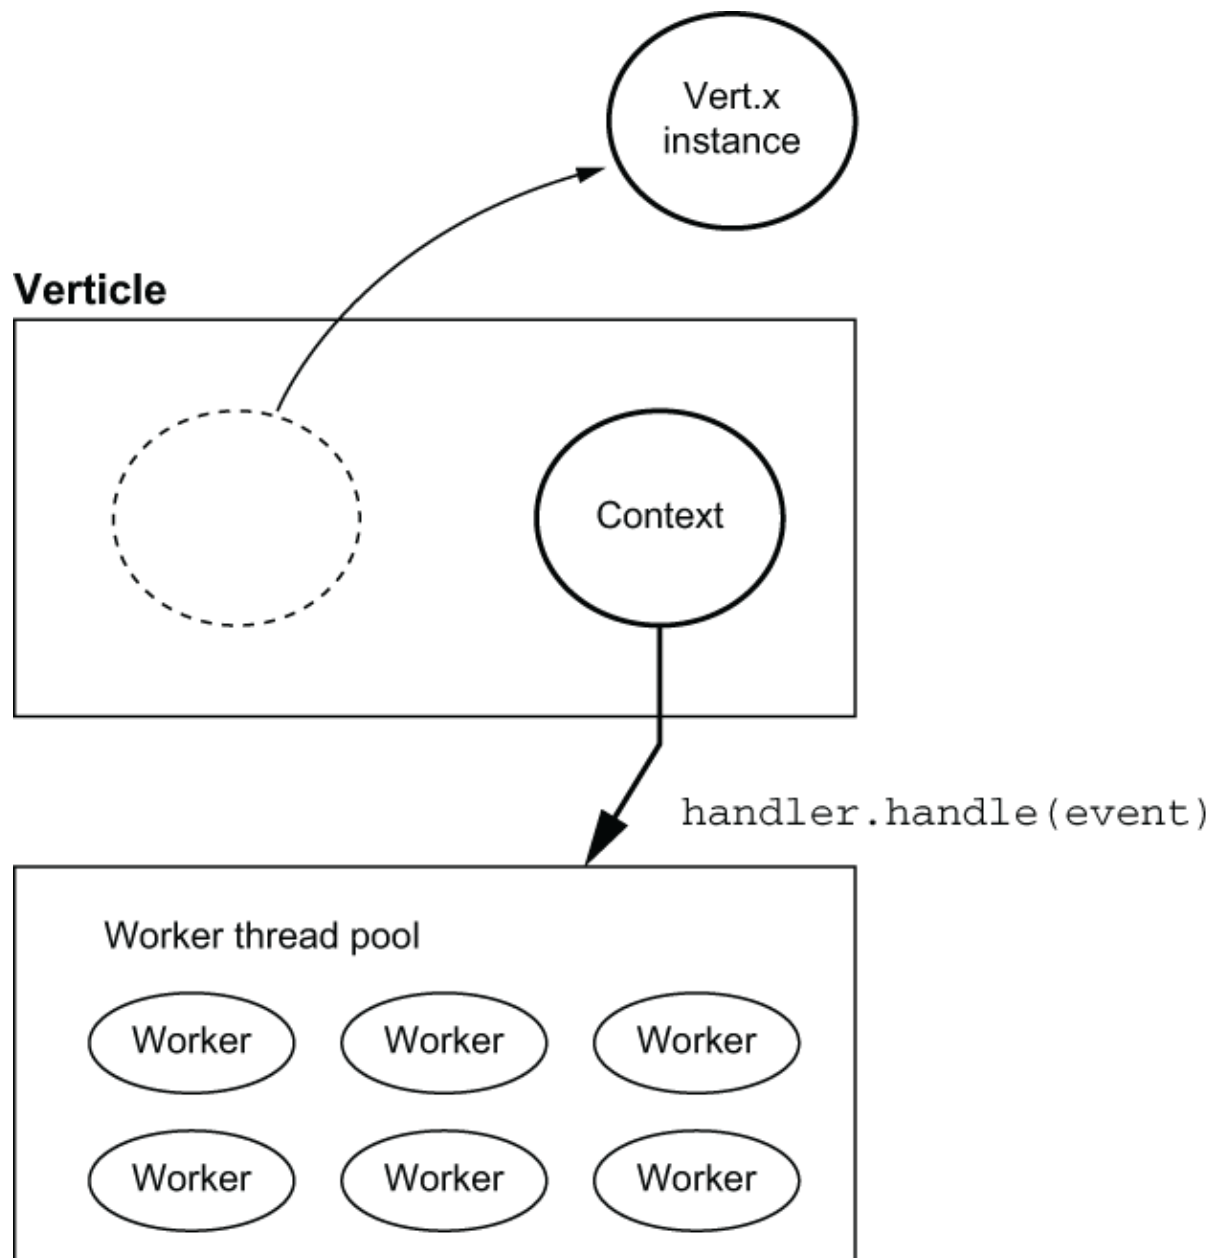 Vert.x
instance
Verticle
Context
handler.handle(event)
Worker thread pool
Worker Worker Worker
Worker Worker Worker